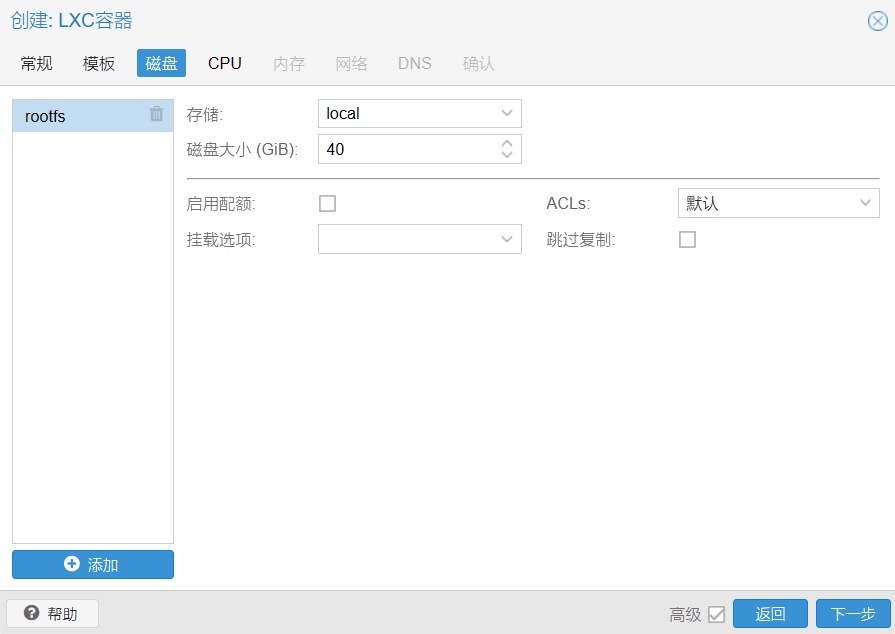 创建: LXC容器
常规 模板 磁盘 CPU 内存 网络 DNS 确认
rootfs
存储: local
磁盘大小 (GiB): 40
启用配额: ACLs: 默认
挂载选项: 跳过复制:
添加
帮助 高级 返回 下一步